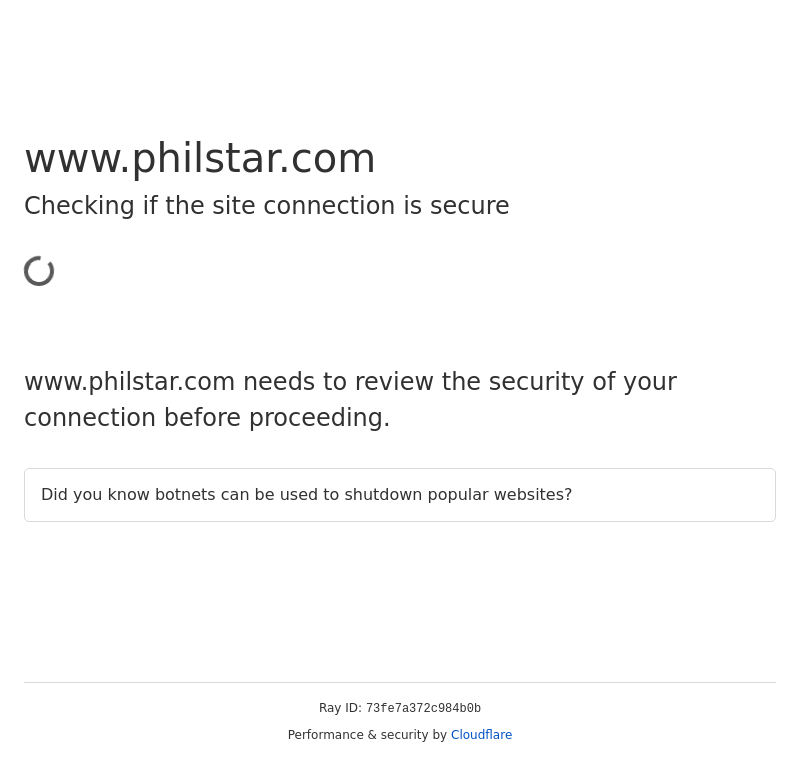 www.philstar.com
Checking if the site connection is secure
www.philstar.com needs to review the security of your
connection before proceeding.
Did you know botnets can be used to shutdown popular websites?
Ray ID: 73fe7a372c984b0b
Performance & security by Cloudflare